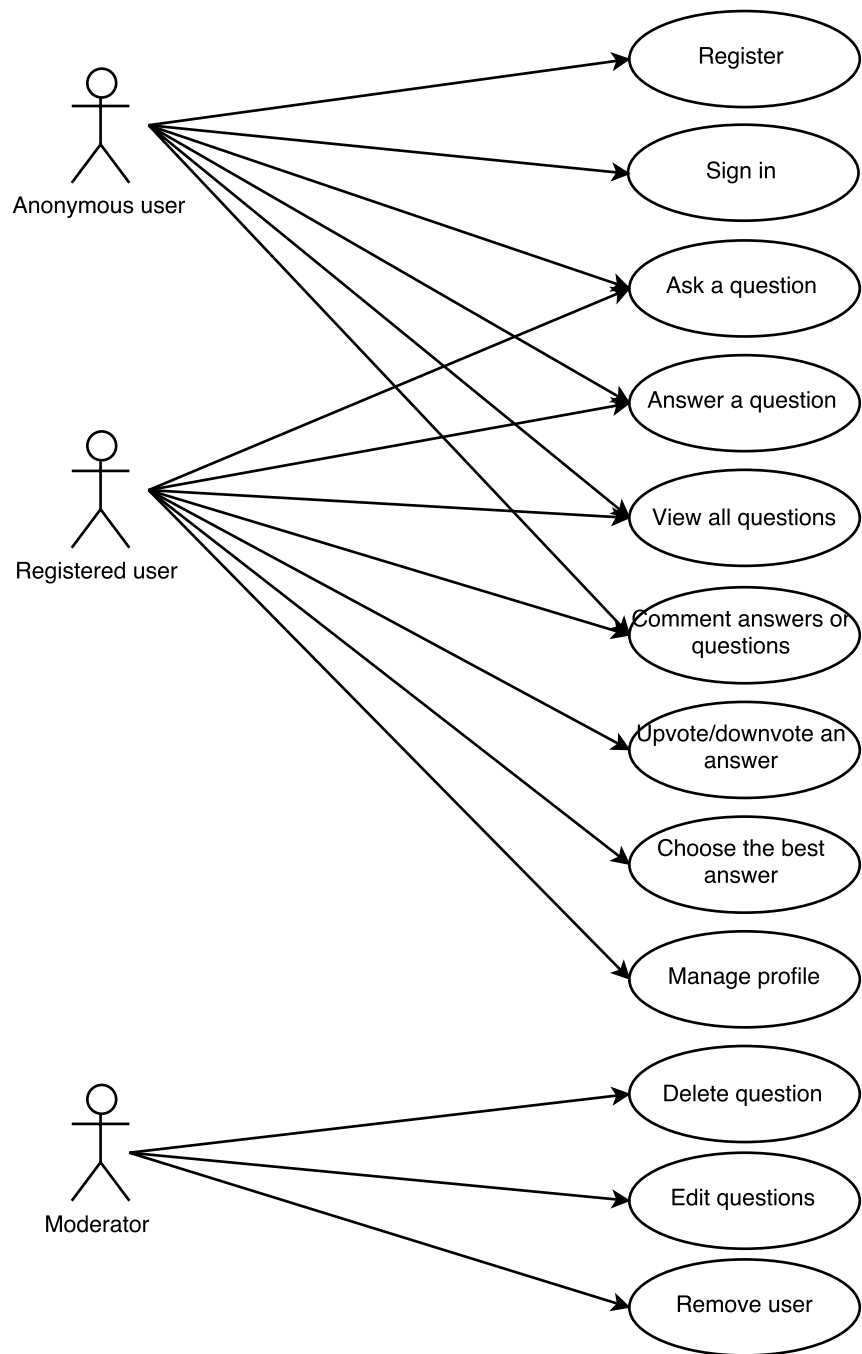 Register
Sign in
Anonymous user
Ask a question
Answer a question
View all questions
Registered user
Comment answers or
questions
Upvote/downvote an
answer
Choose the best
answer
Manage profile
Delete question
Edit questions
Moderator
Remove user